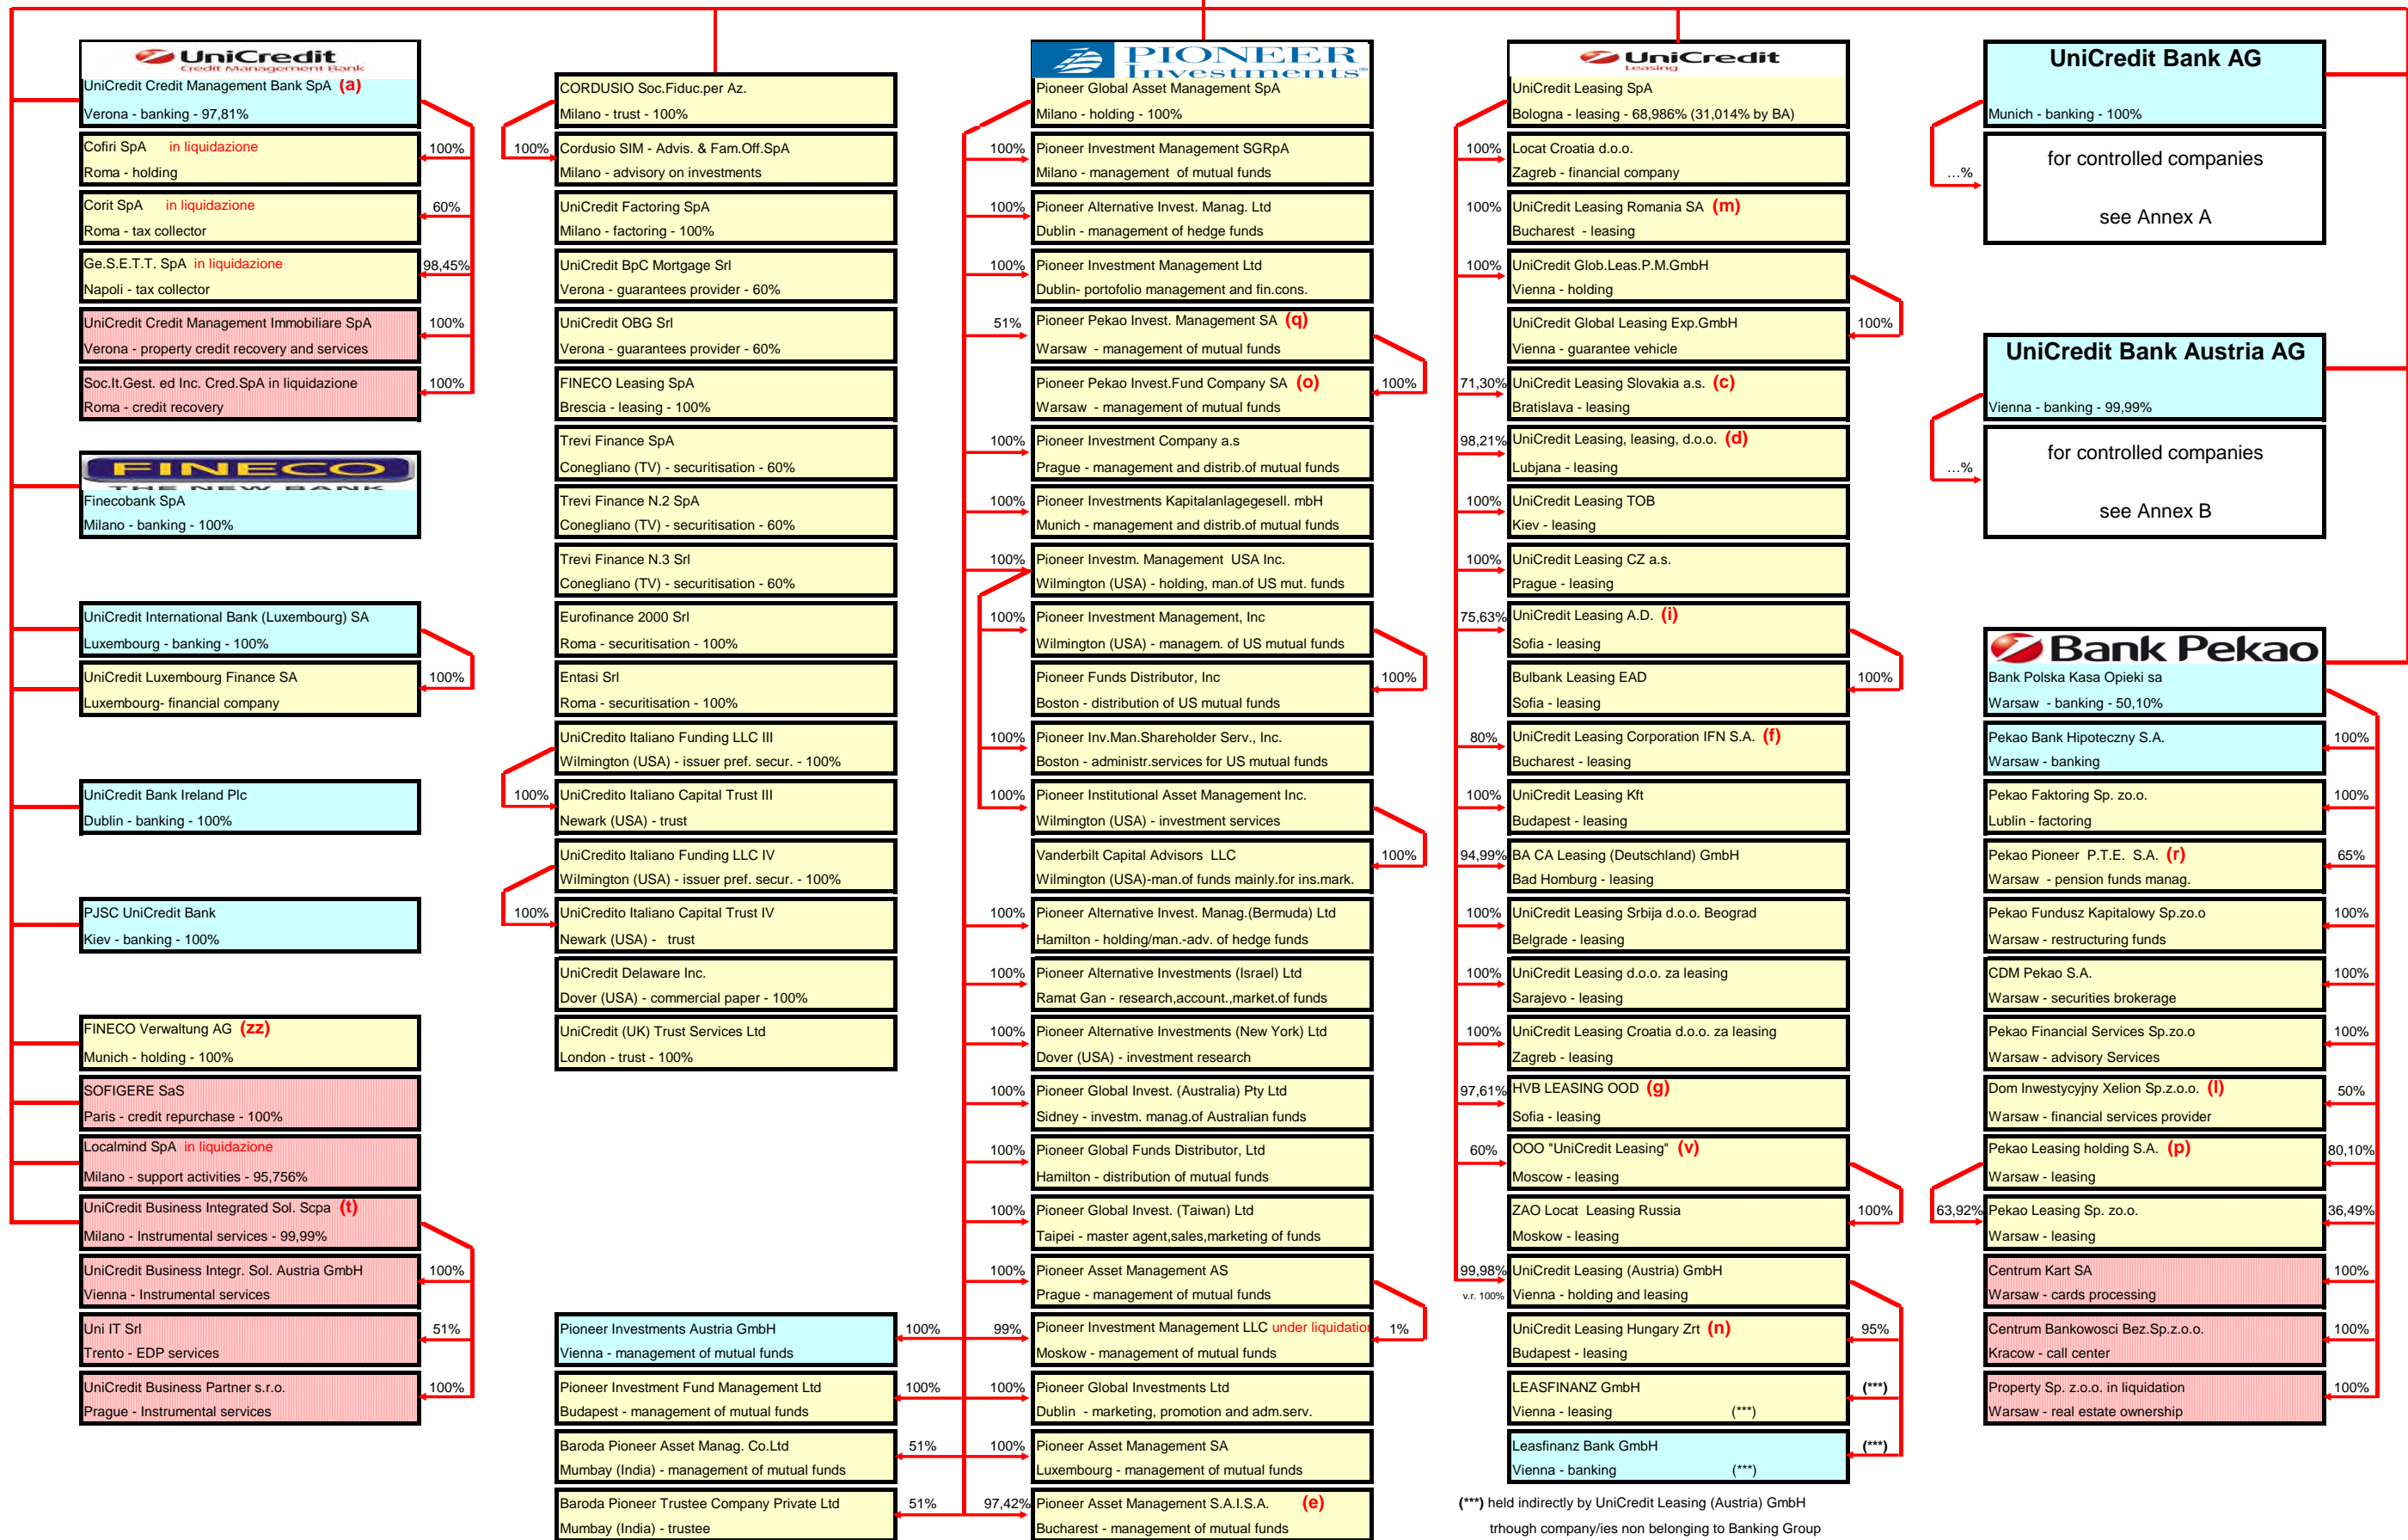 UniCredit
Credit Management Bank
UniCredit Credit Management Bank SpA (a)
Verona - banking - 97,81%
Cofiri SpA in liquidazione
Roma - holding
100%
Corit SpA in liquidazione
Roma - tax collector
60%
Ge.S.E.T.T. SpA in liquidazione
Napoli - tax collector
98,45%
UniCredit Credit Management Immobiliare SpA
Verona - property credit recovery and services
100%
Soc.It.Gest. ed Inc. Cred.SpA in liquidazione
Roma - credit recovery
100%
FINECO
THE NEW BANK
Finecobank SpA
Milano - banking - 100%
UniCredit International Bank (Luxembourg) SA
Luxembourg - banking - 100%
UniCredit Luxembourg Finance SA
Luxembourg- financial company
100%
UniCredit Bank Ireland Plc
Dublin - banking - 100%
PJSC UniCredit Bank
Kiev - banking - 100%
FINECO Verwaltung AG (zz)
Munich - holding - 100%
SOFIGERE SaS
Paris - credit repurchase - 100%
Localmind SpA in liquidazione
Milano - support activities - 95,756%
UniCredit Business Integrated Sol. Scpa (t)
Milano - Instrumental services - 99,99%
UniCredit Business Integr. Sol. Austria GmbH
Vienna - Instrumental services
100%
Uni IT Srl
Trento - EDP services
51%
UniCredit Business Partner s.r.o.
Prague - Instrumental services
100%
CORDUSIO Soc.Fiduc.per Az.
Milano - trust - 100%
100%
Cordusio SIM - Advis. & Fam.Off.SpA
Milano - advisory on investments
UniCredit Factoring SpA
Milano - factoring - 100%
UniCredit BpC Mortgage Srl
Verona - guarantees provider - 60%
UniCredit OBG Srl
Verona - guarantees provider - 60%
FINECO Leasing SpA
Brescia - leasing - 100%
Trevi Finance SpA
Conegliano (TV) - securitisation - 60%
Trevi Finance N.2 SpA
Conegliano (TV) - securitisation - 60%
Trevi Finance N.3 Srl
Conegliano (TV) - securitisation - 60%
Eurofinance 2000 Srl
Roma - securitisation - 100%
Entasi Srl
Roma - securitisation - 100%
UniCredito Italiano Funding LLC III
Wilmington (USA) - issuer pref. secur. - 100%
100%
UniCredito Italiano Capital Trust III
Newark (USA) - trust
UniCredito Italiano Funding LLC IV
Wilmington (USA) - issuer pref. secur. - 100%
100%
UniCredito Italiano Capital Trust IV
Newark (USA) - trust
UniCredit Delaware Inc.
Dover (USA) - commercial paper - 100%
UniCredit (UK) Trust Services Ltd
London - trust - 100%
Pioneer Investments Austria GmbH
Vienna - management of mutual funds
100%
Pioneer Investment Fund Management Ltd
Budapest - management of mutual funds
100%
Baroda Pioneer Asset Manag. Co.Ltd
Mumbay (India) - management of mutual funds
51%
Baroda Pioneer Trustee Company Private Ltd
Mumbay (India) - trustee
51%
PIONEER
Investments®
Pioneer Global Asset Management SpA
Milano - holding - 100%
100%
Pioneer Investment Management SGRpA
Milano - management of mutual funds
100%
Pioneer Alternative Invest. Manag. Ltd
Dublin - management of hedge funds
100%
Pioneer Investment Management Ltd
Dublin- portofolio management and fin.cons.
51%
Pioneer Pekao Invest. Management SA (q)
Warsaw - management of mutual funds
Pioneer Pekao Invest.Fund Company SA (o)
Warsaw - management of mutual funds
100%
100%
Pioneer Investment Company a.s
Prague - management and distrib.of mutual funds
100%
Pioneer Investments Kapitalanlagegesell. mbH
Munich - management and distrib.of mutual funds
100%
Pioneer Investm. Management USA Inc.
Wilmington (USA) - holding, man.of US mut. funds
100%
Pioneer Investment Management, Inc
Wilmington (USA) - managem. of US mutual funds
Pioneer Funds Distributor, Inc
Boston - distribution of US mutual funds
100%
100%
Pioneer Inv.Man.Shareholder Serv., Inc.
Boston - administr.services for US mutual funds
100%
Pioneer Institutional Asset Management Inc.
Wilmington (USA) - investment services
Vanderbilt Capital Advisors LLC
Wilmington (USA)-man.of funds mainly.for ins.mark.
100%
100%
Pioneer Alternative Invest. Manag.(Bermuda) Ltd
Hamilton - holding/man.-adv. of hedge funds
100%
Pioneer Alternative Investments (Israel) Ltd
Ramat Gan - research,account.,market.of funds
100%
Pioneer Alternative Investments (New York) Ltd
Dover (USA) - investment research
100%
Pioneer Global Invest. (Australia) Pty Ltd
Sidney - investm. manag.of Australian funds
100%
Pioneer Global Funds Distributor, Ltd
Hamilton - distribution of mutual funds
100%
Pioneer Global Invest. (Taiwan) Ltd
Taipei - master agent,sales,marketing of funds
100%
Pioneer Asset Management AS
Prague - management of mutual funds
99%
Pioneer Investment Management LLC under liquidation
Moskow - management of mutual funds
1%
100%
Pioneer Global Investments Ltd
Dublin - marketing, promotion and adm.serv.
100%
Pioneer Asset Management SA
Luxembourg - management of mutual funds
97,42%
Pioneer Asset Management S.A.I.S.A. (e)
Bucharest - management of mutual funds
UniCredit
Leasing
UniCredit Leasing SpA
Bologna - leasing - 68,986% (31,014% by BA)
100%
Locat Croatia d.o.o.
Zagreb - financial company
100%
UniCredit Leasing Romania SA (m)
Bucharest - leasing
100%
UniCredit Glob.Leas.P.M.GmbH
Vienna - holding
UniCredit Global Leasing Exp.GmbH
Vienna - guarantee vehicle
100%
71,30%
UniCredit Leasing Slovakia a.s. (c)
Bratislava - leasing
98,21%
UniCredit Leasing, leasing, d.o.o. (d)
Lubjana - leasing
100%
UniCredit Leasing TOB
Kiev - leasing
100%
UniCredit Leasing CZ a.s.
Prague - leasing
75,63%
UniCredit Leasing A.D. (i)
Sofia - leasing
Bulbank Leasing EAD
Sofia - leasing
100%
80%
UniCredit Leasing Corporation IFN S.A. (f)
Bucharest - leasing
100%
UniCredit Leasing Kft
Budapest - leasing
94,99%
BA CA Leasing (Deutschland) GmbH
Bad Homburg - leasing
100%
UniCredit Leasing Srbija d.o.o. Beograd
Belgrade - leasing
100%
UniCredit Leasing d.o.o. za leasing
Sarajevo - leasing
100%
UniCredit Leasing Croatia d.o.o. za leasing
Zagreb - leasing
97,61%
HVB LEASING OOD (g)
Sofia - leasing
60%
OOO "UniCredit Leasing" (v)
Moscow - leasing
ZAO Locat Leasing Russia
Moskow - leasing
100%
99,98%
v.r. 100%
UniCredit Leasing (Austria) GmbH
Vienna - holding and leasing
UniCredit Leasing Hungary Zrt (n)
Budapest - leasing
95%
LEASFINANZ GmbH
Vienna - leasing (***)
(***)
Leasfinanz Bank GmbH
Vienna - banking (***)
(***)
(***) held indirectly by UniCredit Leasing (Austria) GmbH
trhough company/ies non belonging to Banking Group
UniCredit Bank AG
Munich - banking - 100%
...%
for controlled companies
see Annex A
UniCredit Bank Austria AG
Vienna - banking - 99,99%
...%
for controlled companies
see Annex B
Bank Pekao
Bank Polska Kasa Opieki sa
Warsaw - banking - 50,10%
Pekao Bank Hipoteczny S.A.
Warsaw - banking
100%
Pekao Faktoring Sp. zo.o.
Lublin - factoring
100%
Pekao Pioneer P.T.E. S.A. (r)
Warsaw - pension funds manag.
65%
Pekao Fundusz Kapitalowy Sp.zo.o
Warsaw - restructuring funds
100%
CDM Pekao S.A.
Warsaw - securities brokerage
100%
Pekao Financial Services Sp.zo.o
Warsaw - advisory Services
100%
Dom Inwestycyjny Xelion Sp.z.o.o. (l)
Warsaw - financial services provider
50%
Pekao Leasing holding S.A. (p)
Warsaw - leasing
80,10%
63,92%
Pekao Leasing Sp. zo.o.
Warsaw - leasing
36,49%
Centrum Kart SA
Warsaw - cards processing
100%
Centrum Bankowosci Bez.Sp.z.o.o.
Kracow - call center
100%
Property Sp. z.o.o. in liquidation
Warsaw - real estate ownership
100%